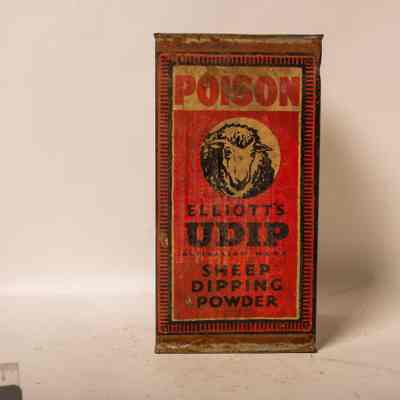 POISON
ELLIOTT'S
UDIP
SHEEP
DIPPING
POWDER